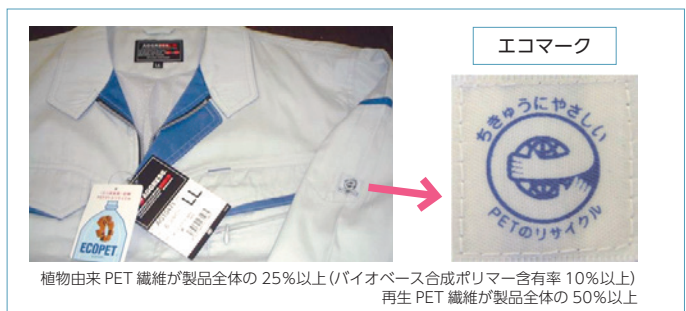 エコマーク
ちきゅうにやさしい
PETのリサイクル
LL
ECOPET
植物由来 PET 繊維が製品全体の 25%以上(バイオベース合成ポリマー含有率 10%以上)
再生 PET 繊維が製品全体の 50%以上